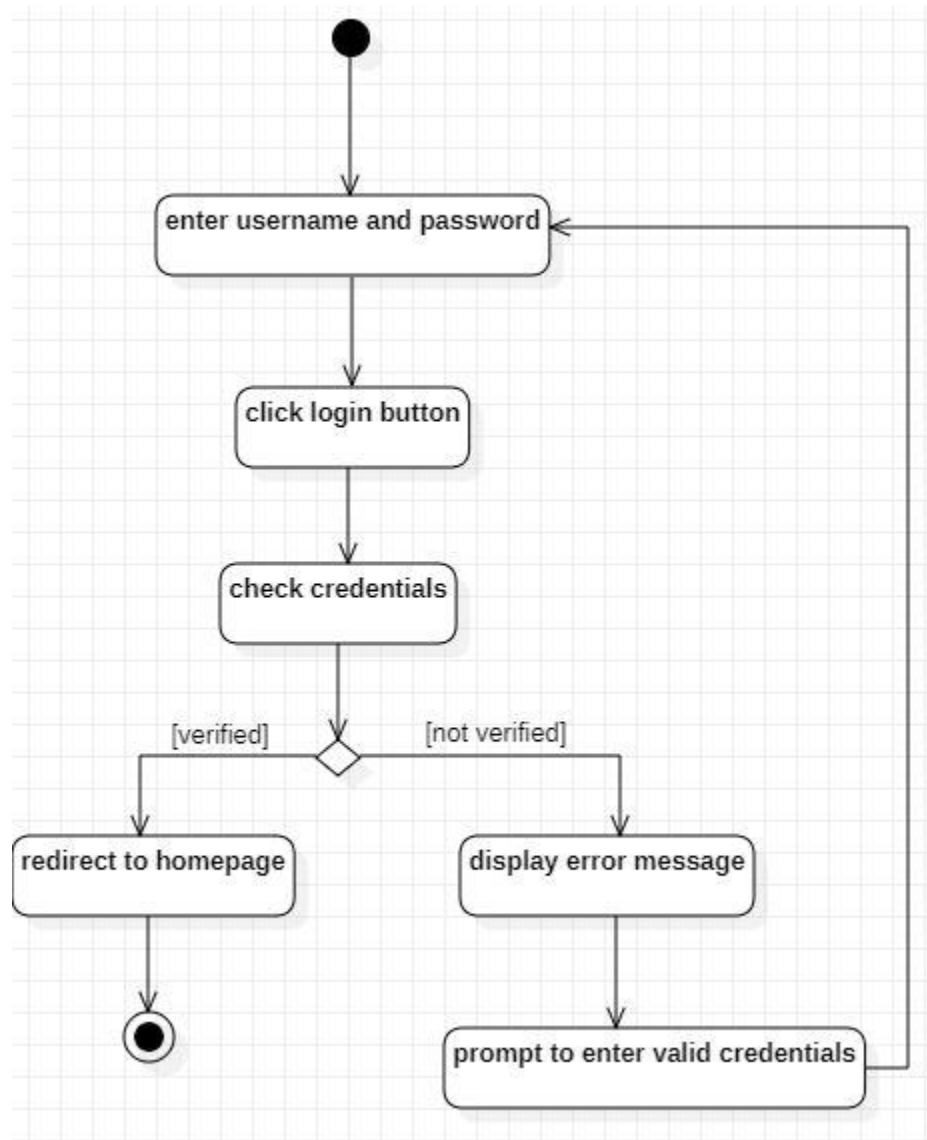 enter username and password
click login button
check credentials
[verified]
[not verified]
redirect to homepage
display error message
prompt to enter valid credentials